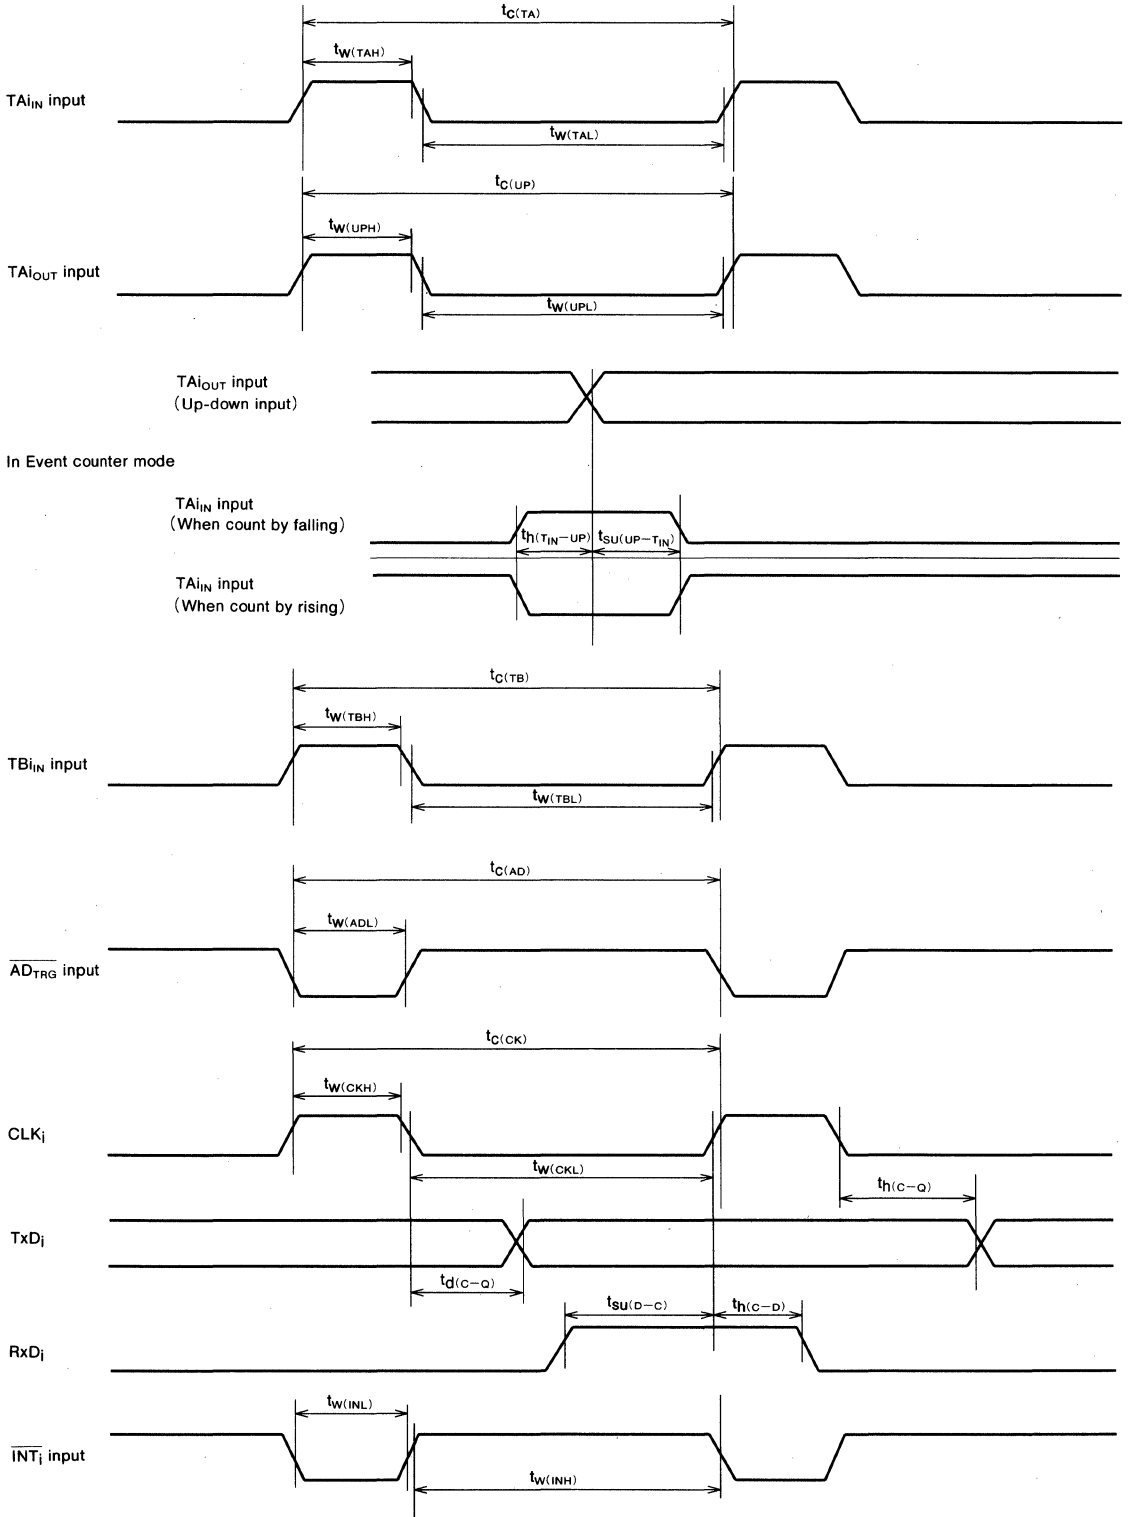 tC(TA)
tW(TAH)
TAiIN input
tW(TAL)
tC(UP)
tW(UPH)
TAiOUT input
tW(UPL)
TAiOUT input
(Up-down input)
In Event counter mode
TAiIN input
(When count by falling)
th(TIN−UP) tSU(UP−TIN)
TAiIN input
(When count by rising)
tC(TB)
tW(TBH)
TBiIN input
tW(TBL)
tC(AD)
tW(ADL)
ADTRG input
tC(CK)
tW(CKH)
CLKi
tW(CKL)
th(C−Q)
TxDi
td(C−Q)
tsu(D−C) th(C−D)
RxDi
tW(INL)
INTi input
tW(INH)